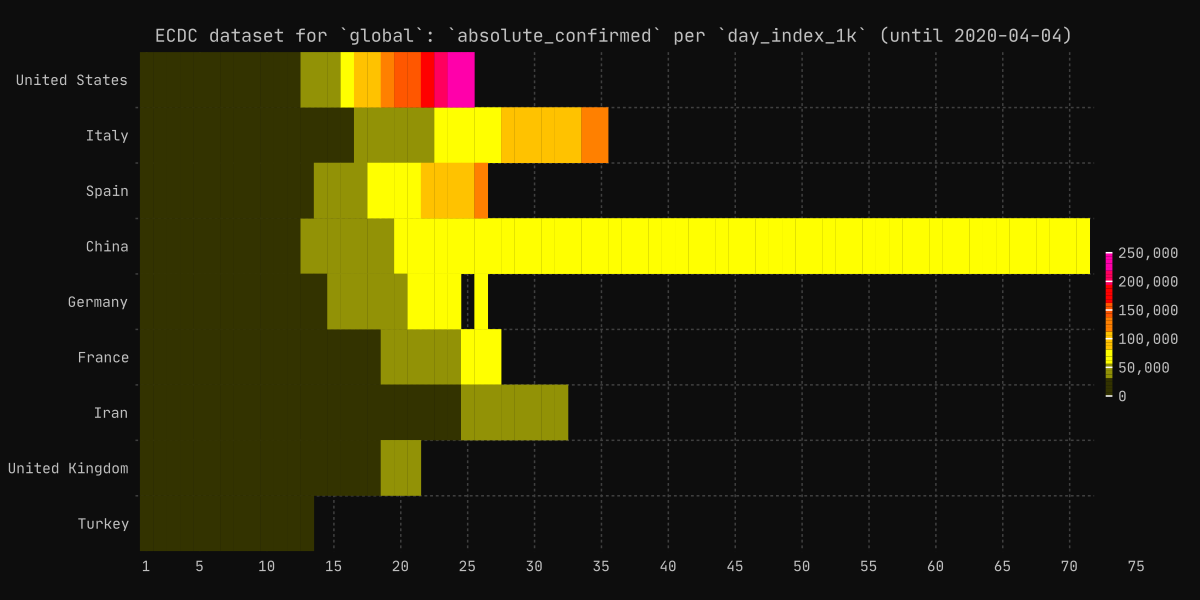 ECDC dataset for `global`: `absolute_confirmed` per `day_index_1k` (until 2020-04-04)
United States
Italy
Spain
China
Germany
France
Iran
United Kingdom
Turkey
250,000
200,000
150,000
100,000
50,000
0
1 5 10 15 20 25 30 35 40 45 50 55 60 65 70 75